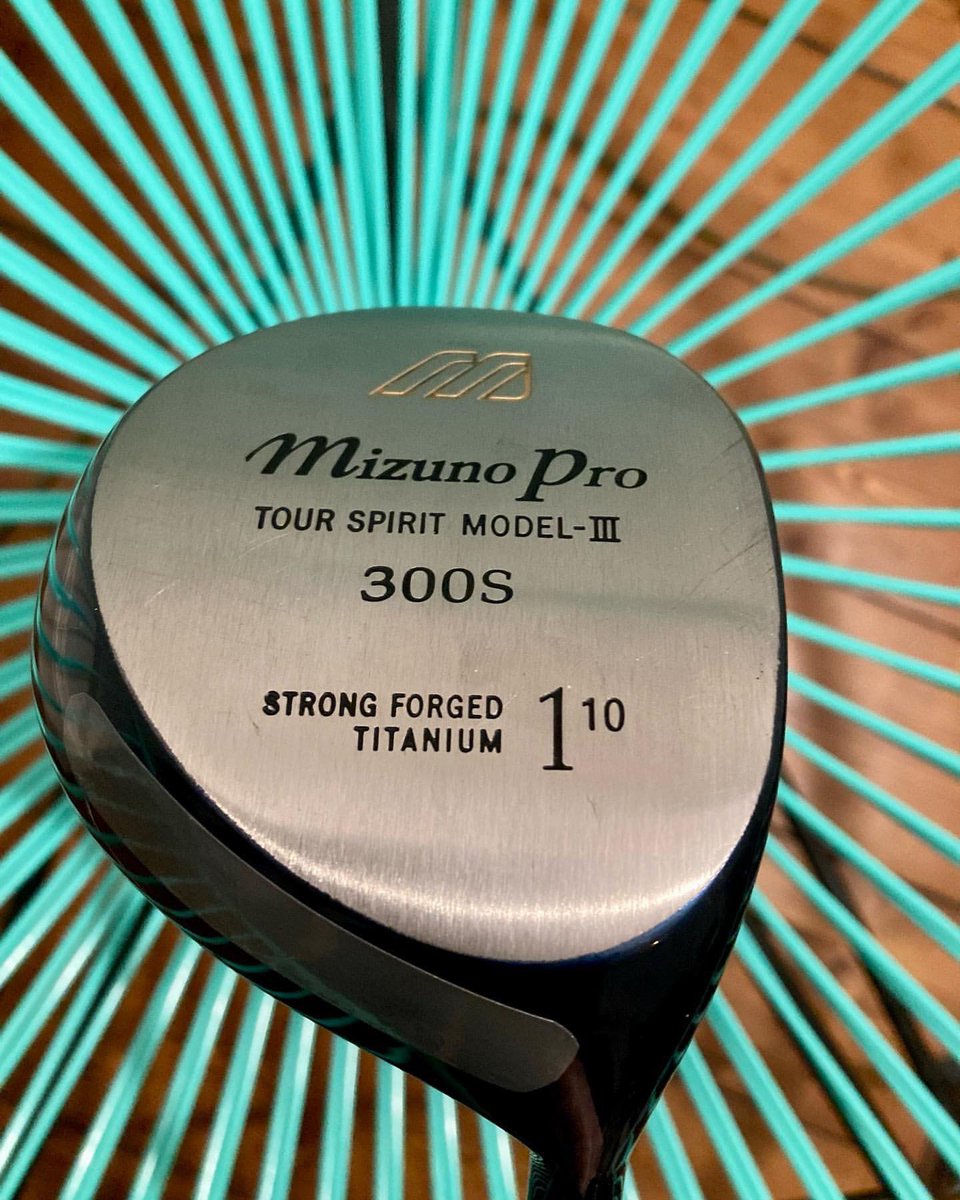 Mizuno Pro
TOUR SPIRIT MODEL-III
300S
STRONG FORGED
TITANIUM
1 10